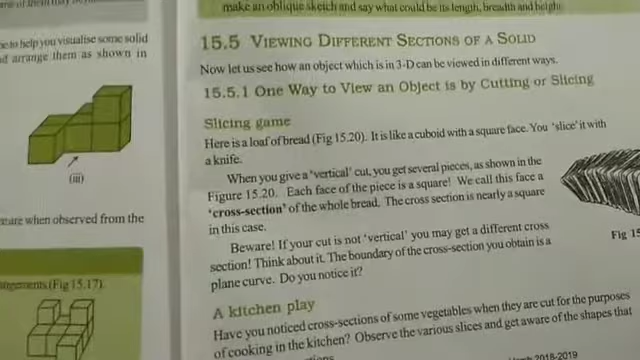 e to help you visualise some solid
arrange them as shown in
(iii)
when observed from the
(Fig 15.17).
make an oblique sketch and say what could be its length, breadth and height.
15.5 VIEWING DIFFERENT SECTIONS OF A SOLID
Now let us see how an object which is in 3-D can be viewed in different ways.
15.5.1 One Way to View an Object is by Cutting or Slicing
Slicing game
Here is a loaf of bread (Fig 15.20). It is like a cuboid with a square face. You 'slice' it with
a knife.
When you give a 'vertical' cut, you get several pieces, as shown in the
Figure 15.20. Each face of the piece is a square! We call this face a
'cross-section' of the whole bread. The cross section is nearly a square
in this case.
Beware! If your cut is not 'vertical' you may get a different cross
section! Think about it. The boundary of the cross-section you obtain is a
plane curve. Do you notice it?
Fig 15
A kitchen play
Have you noticed cross-sections of some vegetables when they are cut for the purposes
of cooking in the kitchen? Observe the various slices and get aware of the shapes that
2018-2019